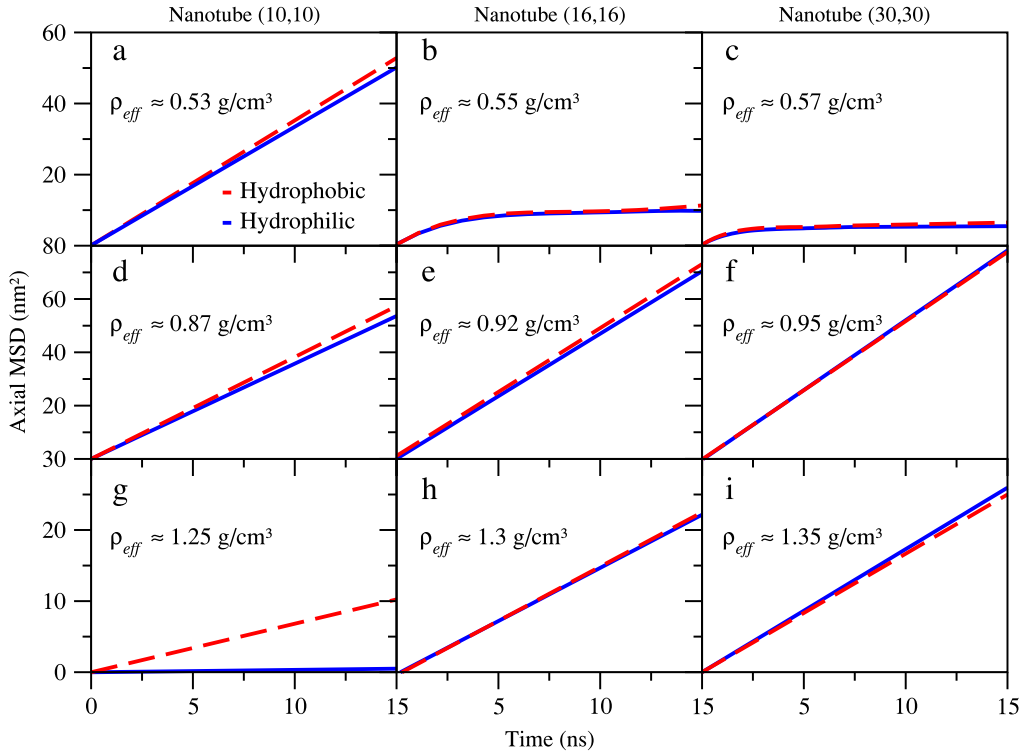 Nanotube (10,10) Nanotube (16,16) Nanotube (30,30)
60
a b c
ρeff ≈ 0.53 g/cm³ ρeff ≈ 0.55 g/cm³ ρeff ≈ 0.57 g/cm³
40
20
Hydrophobic
Hydrophilic
80
d e f
60
ρeff ≈ 0.87 g/cm³ ρeff ≈ 0.92 g/cm³ ρeff ≈ 0.95 g/cm³
40
20
Axial MSD (nm²)
30
g h i
20
ρeff ≈ 1.25 g/cm³ ρeff ≈ 1.3 g/cm³ ρeff ≈ 1.35 g/cm³
10
0
0 5 10 15 5 10 15 5 10 15
Time (ns)